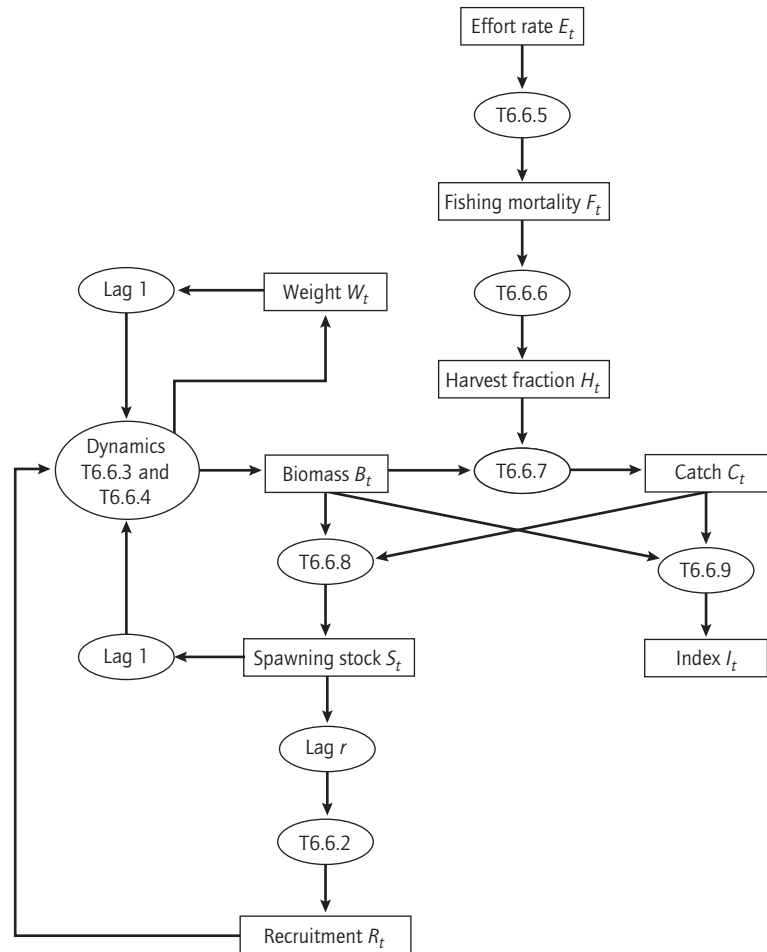 Effort rate E_t
T6.6.5
Fishing mortality F_t
Lag 1
Weight W_t
T6.6.6
Harvest fraction H_t
Dynamics
T6.6.3 and
T6.6.4
Biomass B_t
T6.6.7
Catch C_t
T6.6.8
T6.6.9
Lag 1
Spawning stock S_t
Index I_t
Lag r
T6.6.2
Recruitment R_t